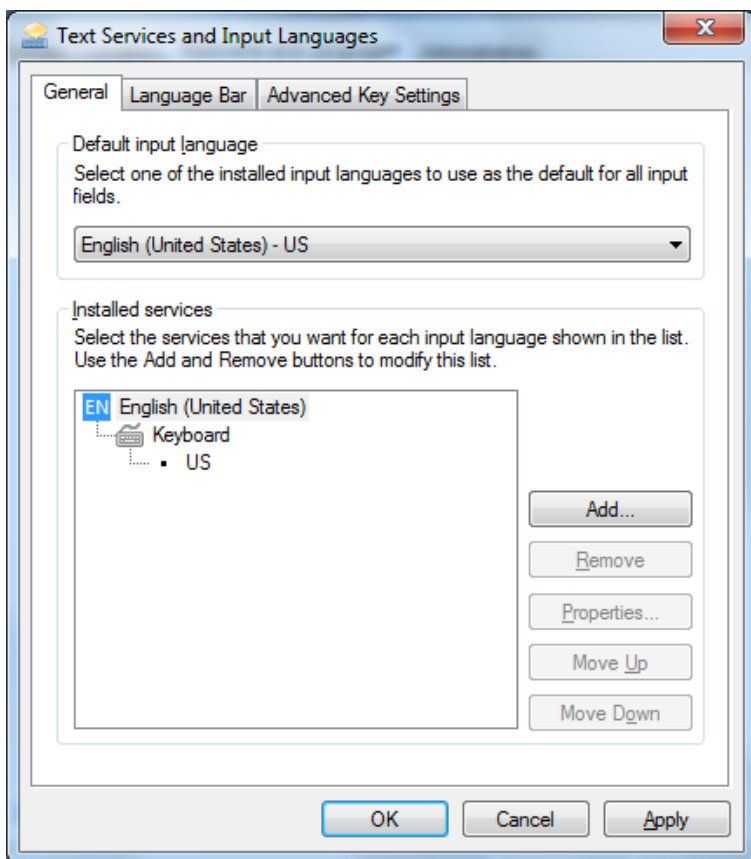 Text Services and Input Languages
General
Language Bar
Advanced Key Settings
Default input language
Select one of the installed input languages to use as the default for all input
fields.
English (United States) - US
Installed services
Select the services that you want for each input language shown in the list.
Use the Add and Remove buttons to modify this list.
EN English (United States)
Keyboard
US
Add...
Remove
Properties...
Move Up
Move Down
OK
Cancel
Apply